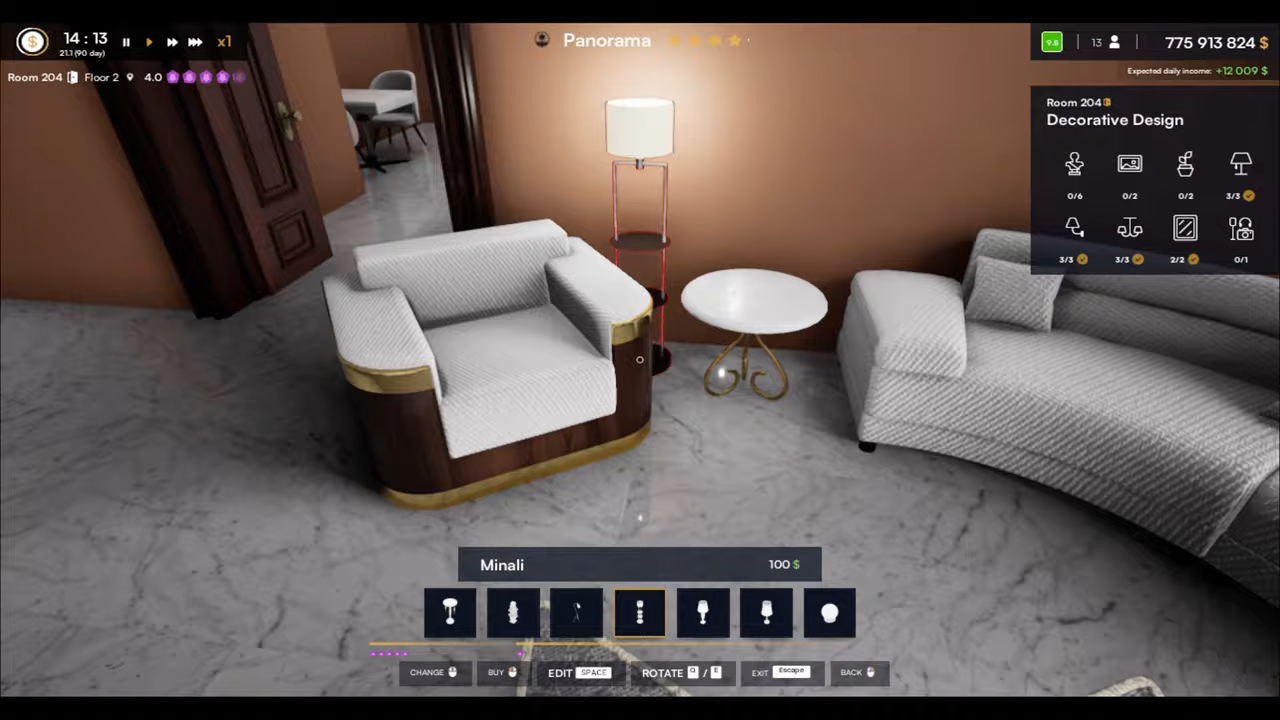 14 : 13
x1
21.1 (90 day)
Panorama
9.8
13
775 913 824 $
Expected daily income: +12 009 $
Room 204
Floor 2
4.0
Room 204
Decorative Design
0/6
0/2
0/2
3/3
3/3
3/3
2/2
0/1
Minali
100 $
CHANGE
BUY
EDIT SPACE
ROTATE Q / E
EXIT Escape
BACK